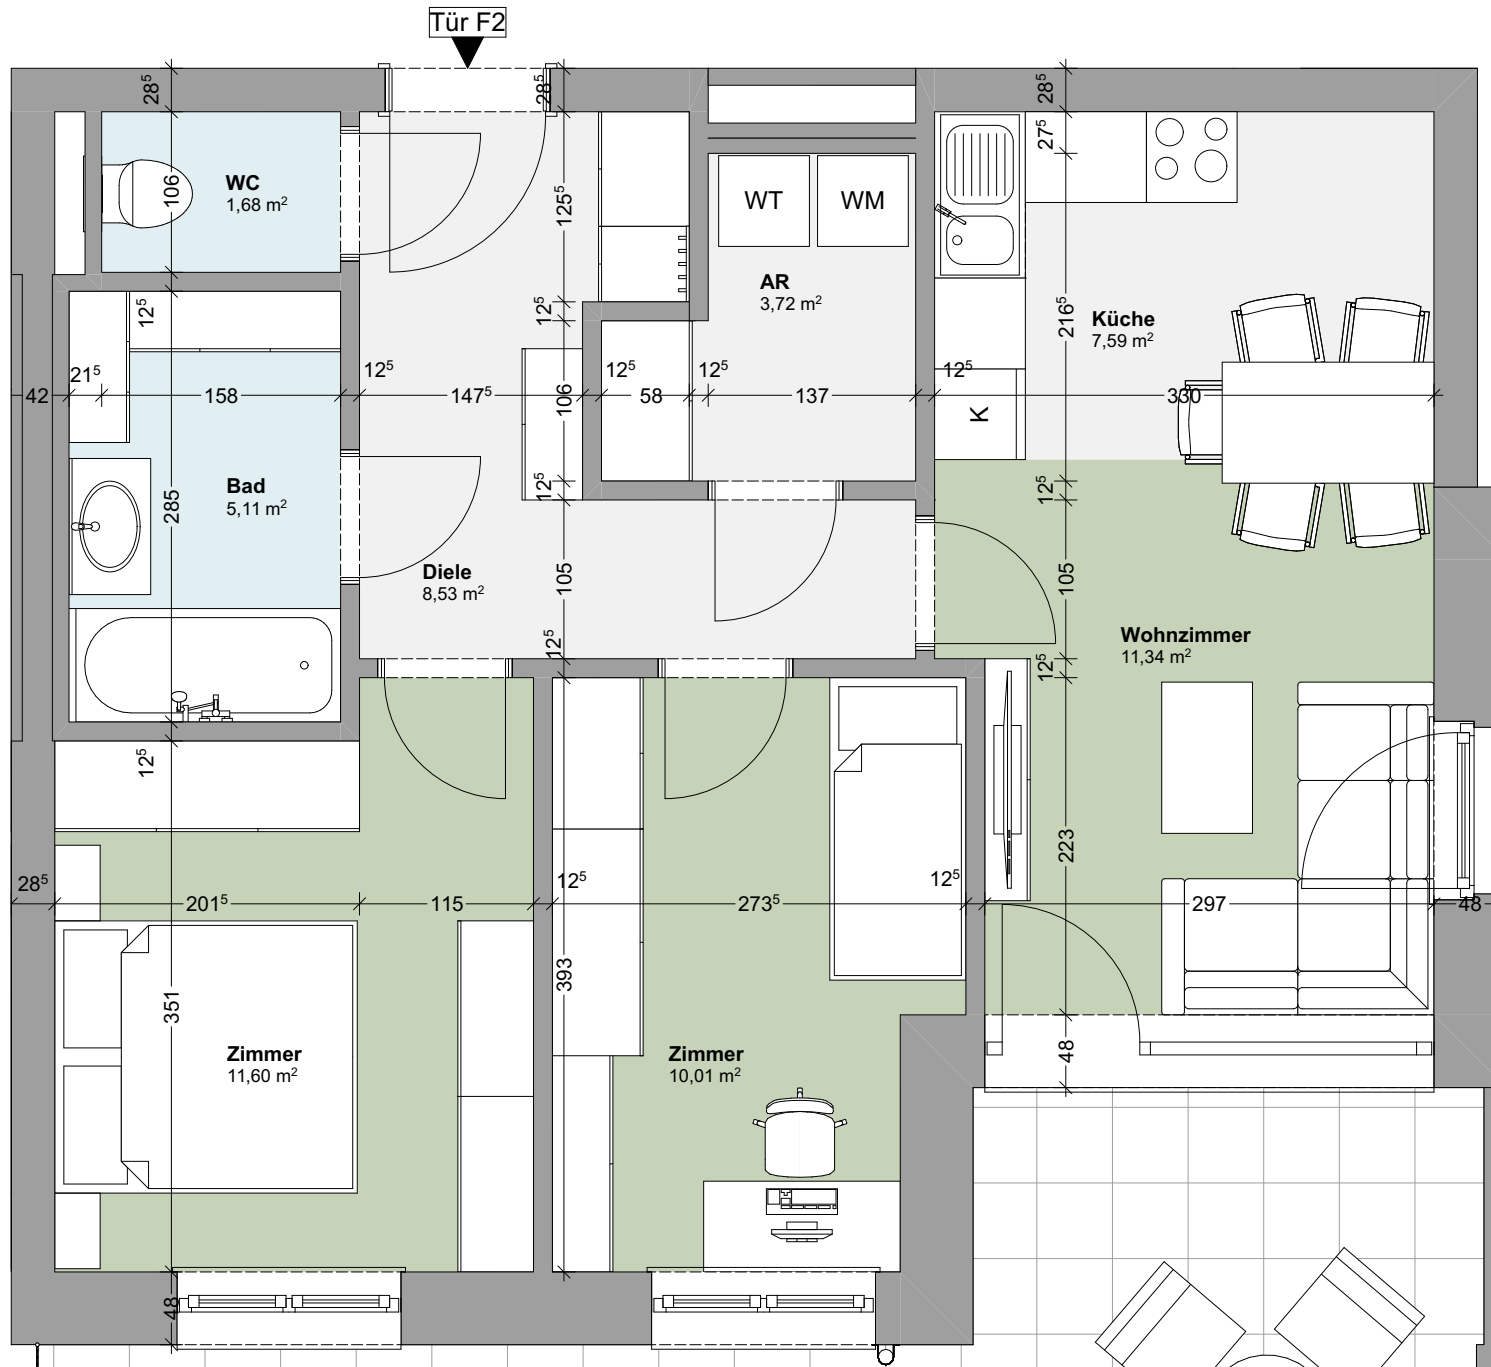 Tür F2
28⁵
28⁵
28⁵
27⁵
106
WC
1,68 m²
125⁵
WT
WM
AR
3,72 m²
216⁵
Küche
7,59 m²
12⁵
12⁵
42
21⁵
158
12⁵
147⁵
106
12⁵
58
12⁵
137
12⁵
330
K
285
Bad
5,11 m²
12⁵
12⁵
Diele
8,53 m²
105
105
Wohnzimmer
11,34 m²
12⁵
12⁵
12⁵
223
28⁵
201⁵
115
12⁵
273⁵
12⁵
297
48
351
393
Zimmer
11,60 m²
Zimmer
10,01 m²
48
48